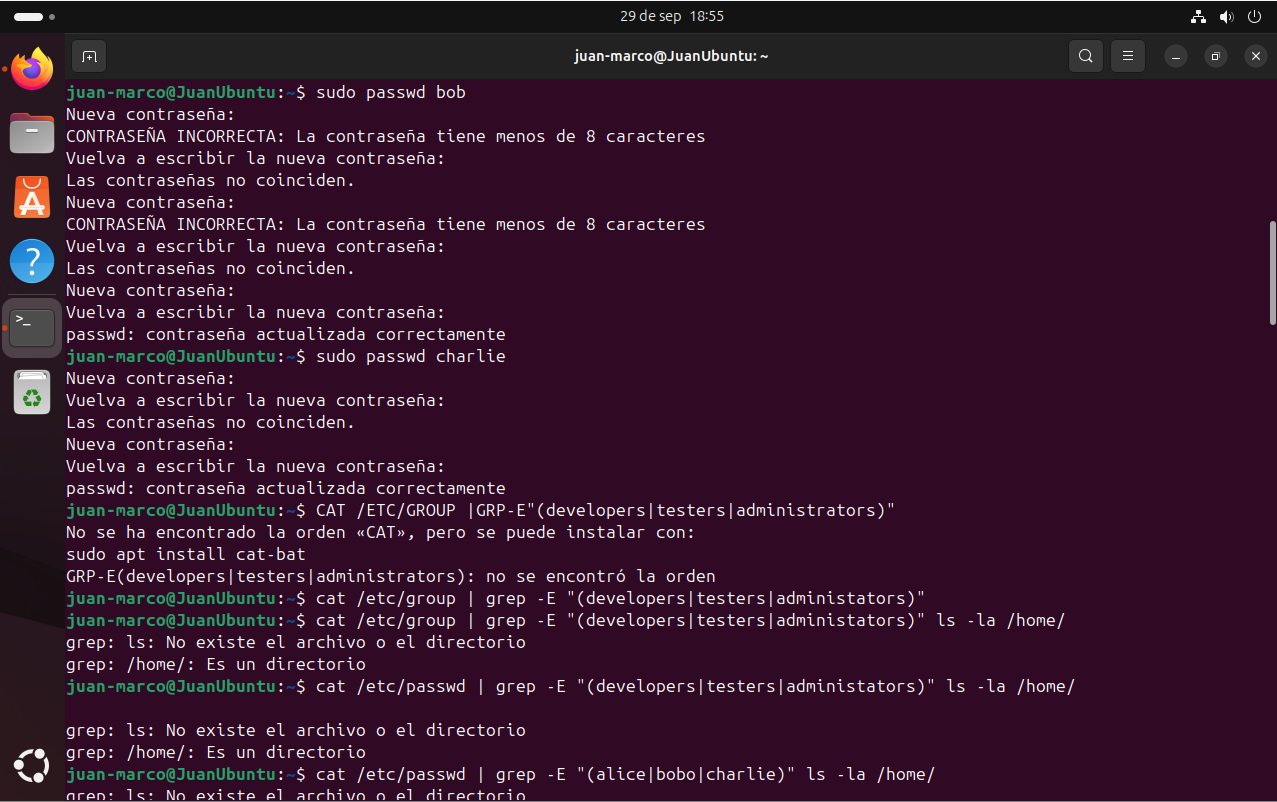 29 de sep 18:55
juan-marco@JuanUbuntu: ~
juan-marco@JuanUbuntu:~$ sudo passwd bob
Nueva contraseña:
CONTRASEÑA INCORRECTA: La contraseña tiene menos de 8 caracteres
Vuelva a escribir la nueva contraseña:
Las contraseñas no coinciden.
Nueva contraseña:
CONTRASEÑA INCORRECTA: La contraseña tiene menos de 8 caracteres
Vuelva a escribir la nueva contraseña:
Las contraseñas no coinciden.
Nueva contraseña:
Vuelva a escribir la nueva contraseña:
passwd: contraseña actualizada correctamente
juan-marco@JuanUbuntu:~$ sudo passwd charlie
Nueva contraseña:
Vuelva a escribir la nueva contraseña:
Las contraseñas no coinciden.
Nueva contraseña:
Vuelva a escribir la nueva contraseña:
passwd: contraseña actualizada correctamente
juan-marco@JuanUbuntu:~$ CAT /ETC/GROUP |GRP-E"(developers|testers|administrators)"
No se ha encontrado la orden «CAT», pero se puede instalar con:
sudo apt install cat-bat
GRP-E(developers|testers|administrators): no se encontró la orden
juan-marco@JuanUbuntu:~$ cat /etc/group | grep -E "(developers|testers|administators)"
juan-marco@JuanUbuntu:~$ cat /etc/group | grep -E "(developers|testers|administators)" ls -la /home/
grep: ls: No existe el archivo o el directorio
grep: /home/: Es un directorio
juan-marco@JuanUbuntu:~$ cat /etc/passwd | grep -E "(developers|testers|administators)" ls -la /home/
grep: ls: No existe el archivo o el directorio
grep: /home/: Es un directorio
juan-marco@JuanUbuntu:~$ cat /etc/passwd | grep -E "(alice|bobo|charlie)" ls -la /home/
grep: ls: No existe el archivo o el directorio